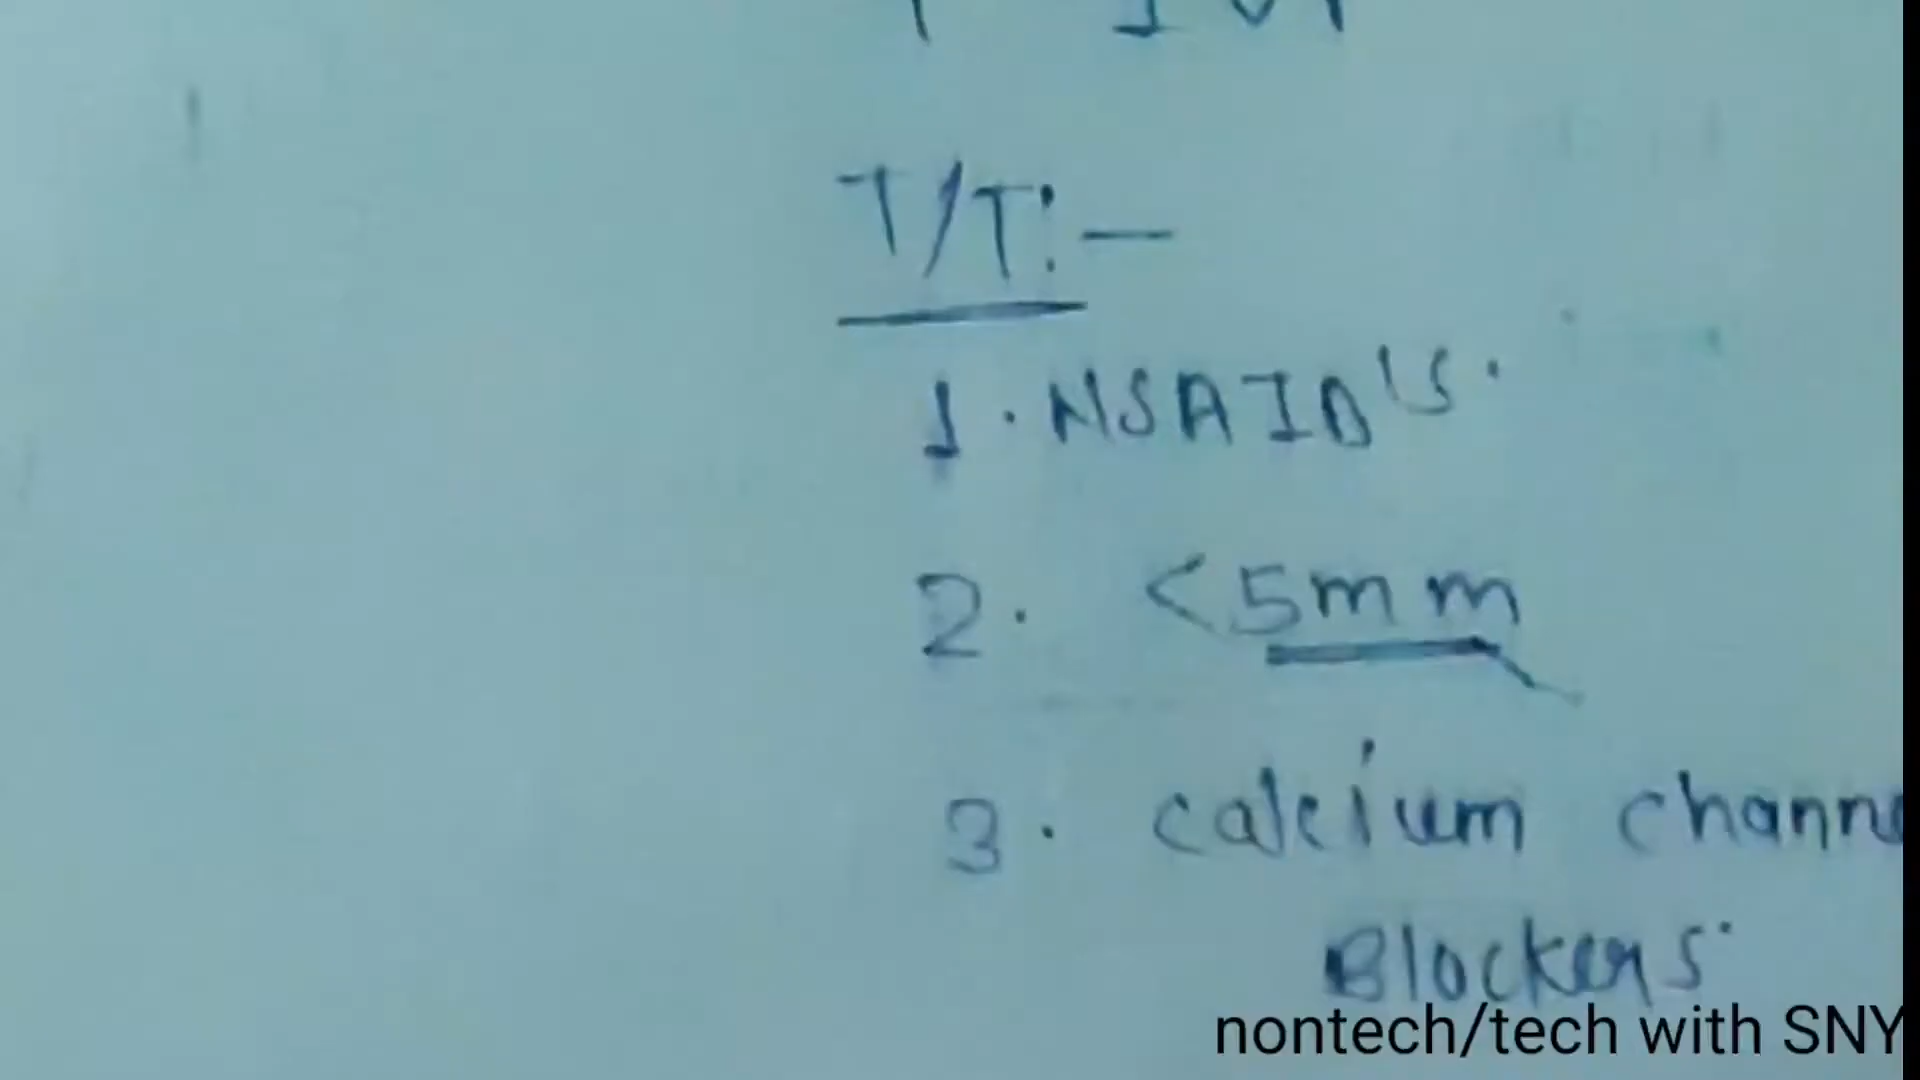 T/T:-
1. NSAID's.
2. <5mm
3. calcium channe
Blockers.
nontech/tech with SNY